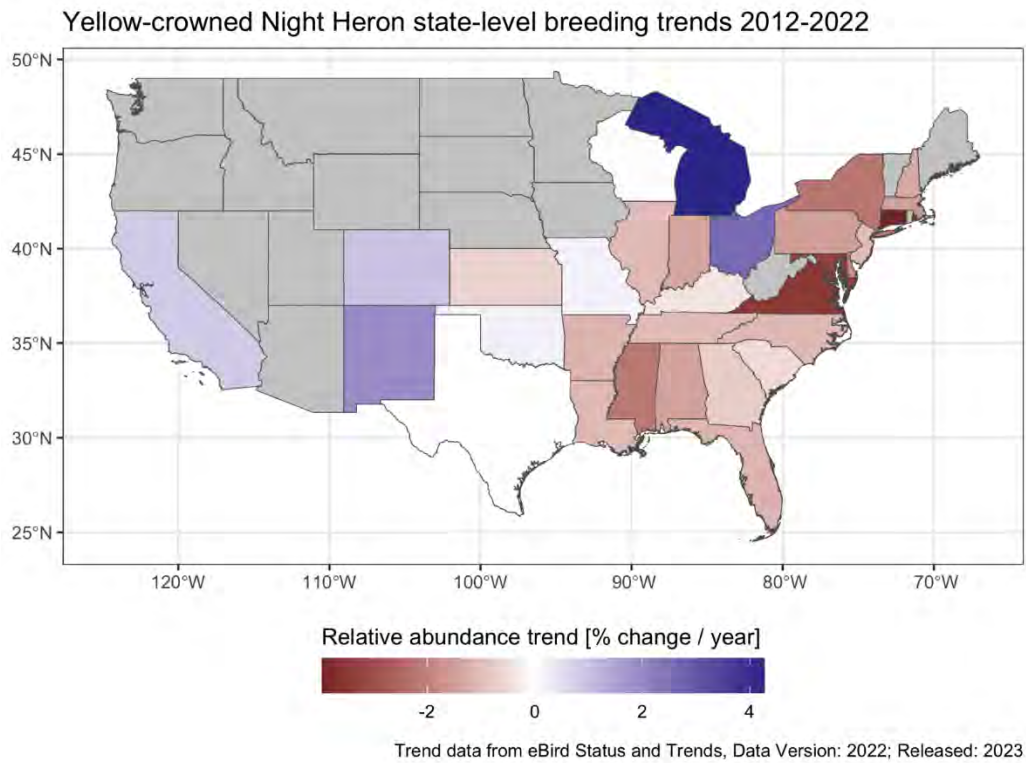 Yellow-crowned Night Heron state-level breeding trends 2012-2022
50°N
45°N
40°N
35°N
30°N
25°N
120°W 110°W 100°W 90°W 80°W 70°W
Relative abundance trend [% change / year]
-2 0 2 4
Trend data from eBird Status and Trends, Data Version: 2022; Released: 2023